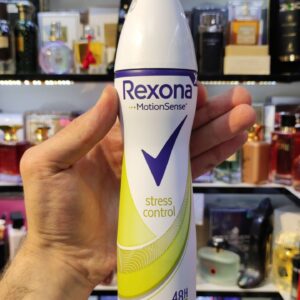 Rexona
MotionSense
stress
control
48H